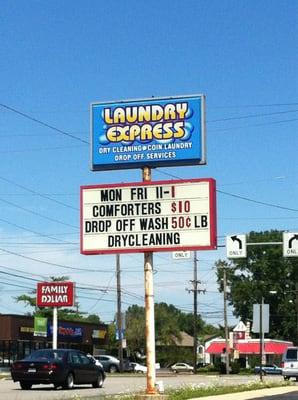 LAUNDRY
EXPRESS
DRY CLEANING • COIN LAUNDRY
DROP OFF SERVICES
MON FRI 11-1
COMFORTERS $10
DROP OFF WASH 50¢ LB
DRYCLEANING
ONLY
ONLY
FAMILY
DOLLAR